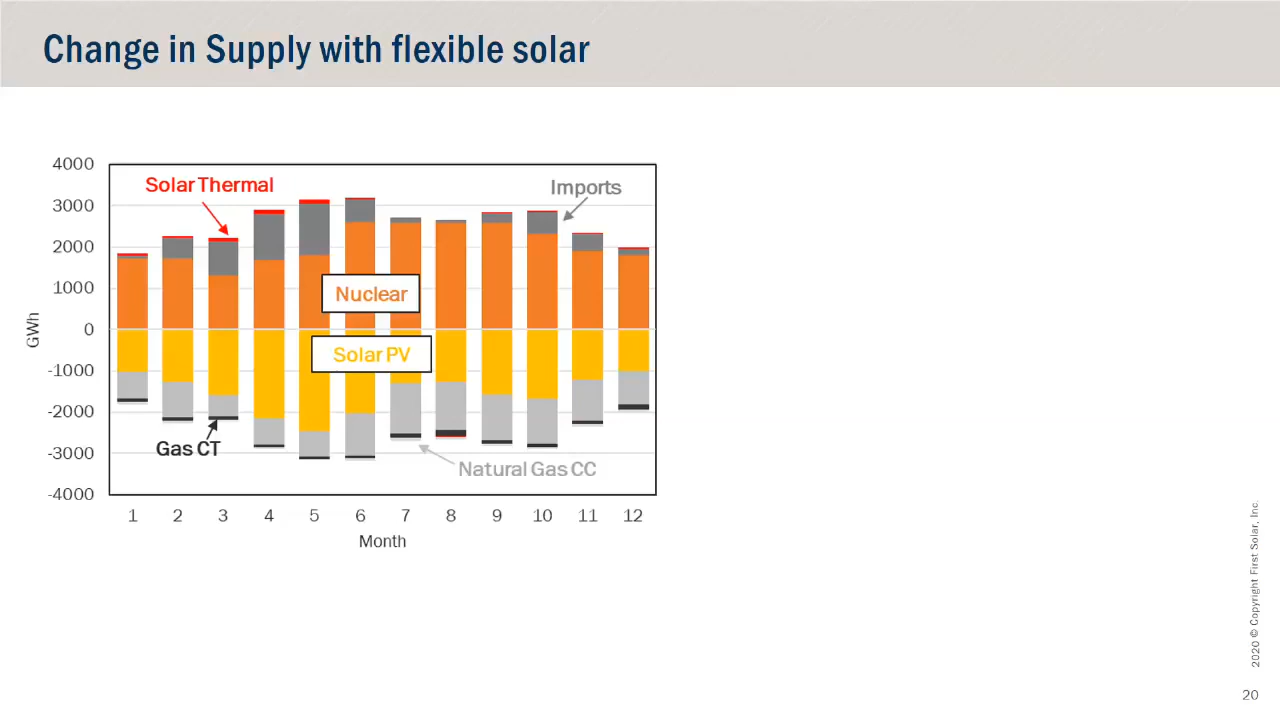 Change in Supply with flexible solar
4000
3000
2000
1000
0
-1000
-2000
-3000
-4000
GWh
Solar Thermal
Imports
Nuclear
Solar PV
Gas CT
Natural Gas CC
1 2 3 4 5 6 7 8 9 10 11 12
Month
2020 © Copyright First Solar, Inc.
20